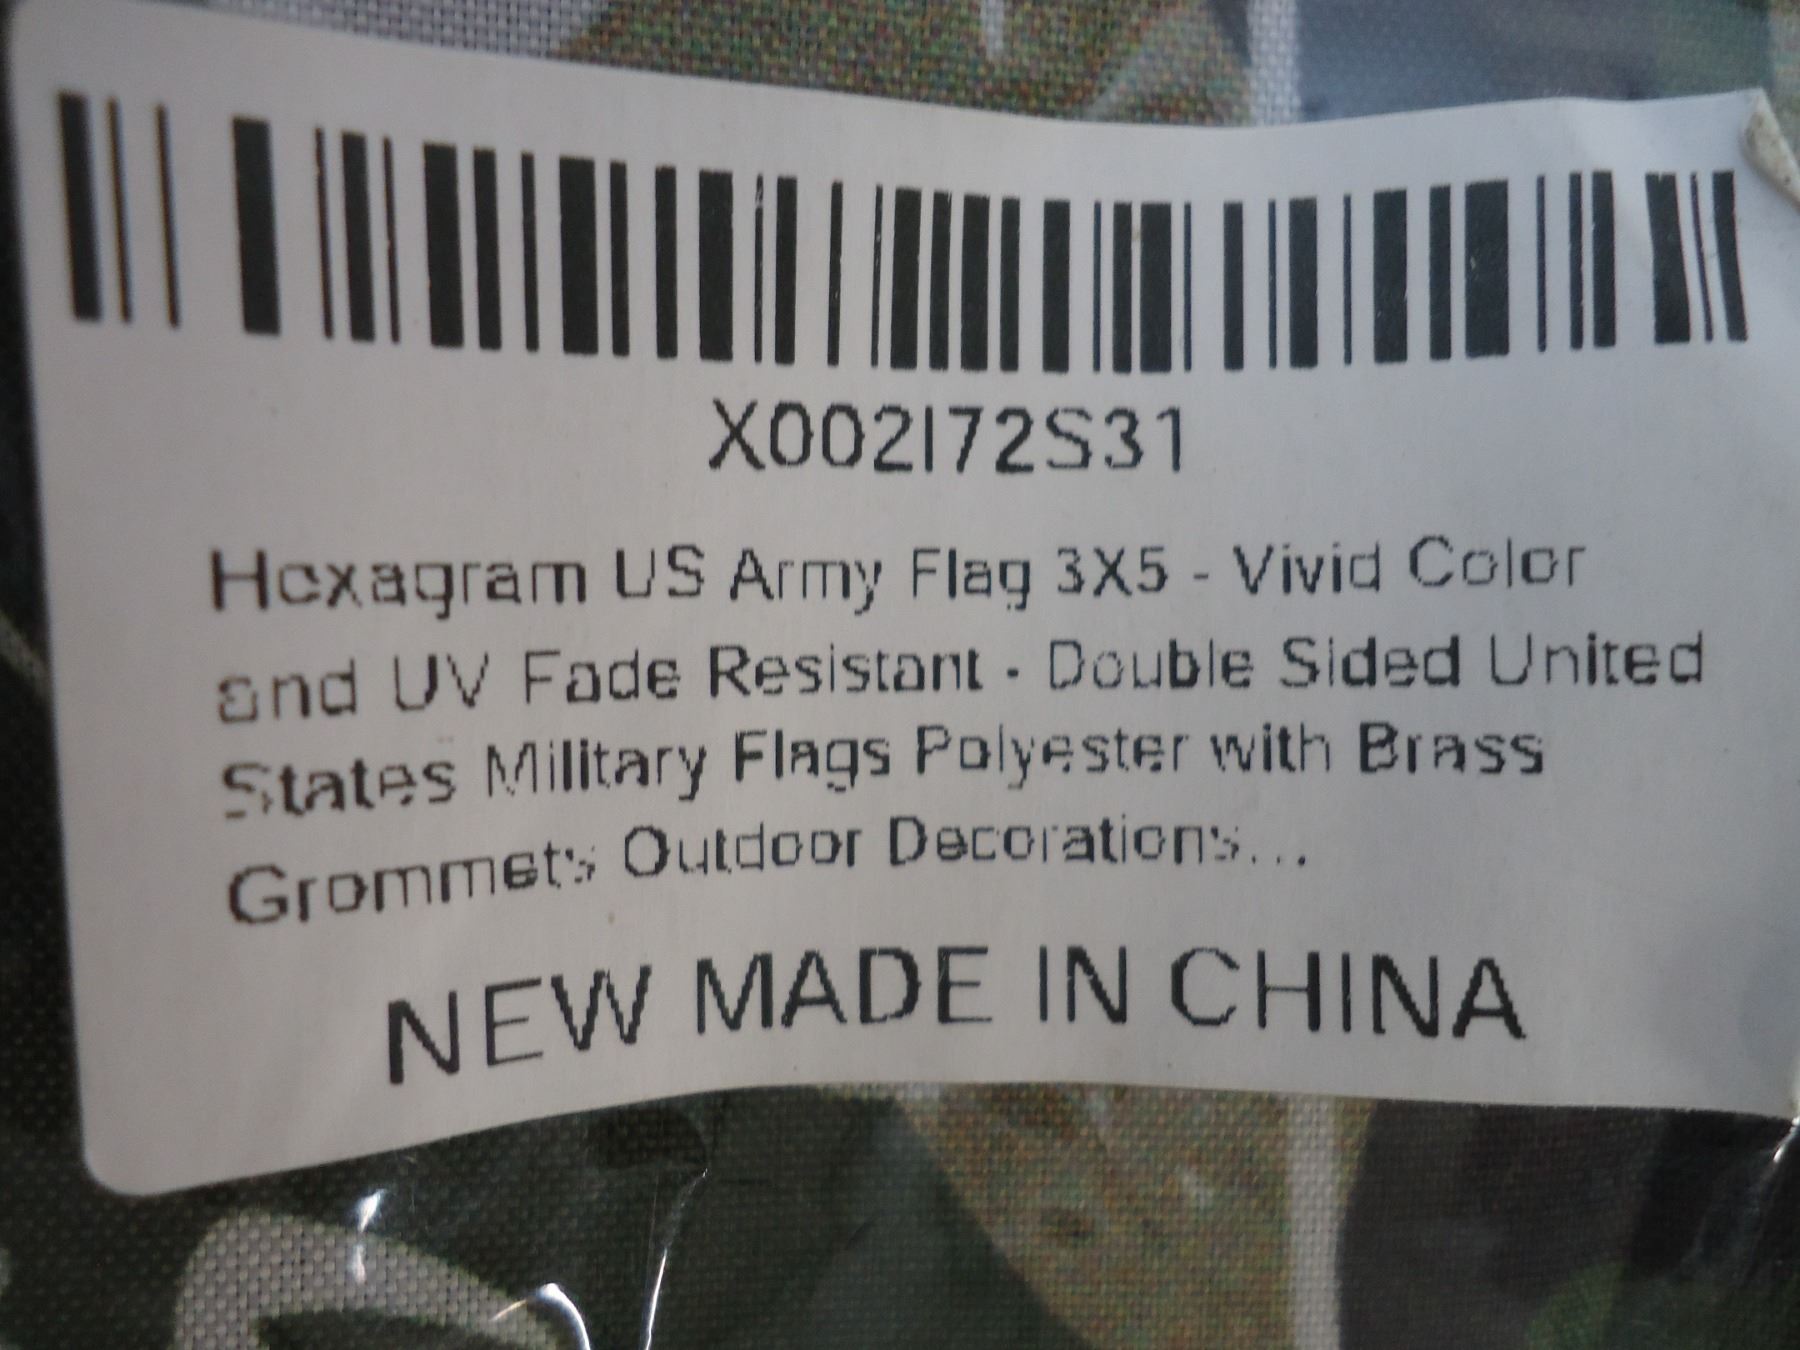 X002I72S31
Hexagram US Army Flag 3X5 - Vivid Color
and UV Fade Resistant - Double Sided United
States Military Flags Polyester with Brass
Grommets Outdoor Decorations...
NEW MADE IN CHINA